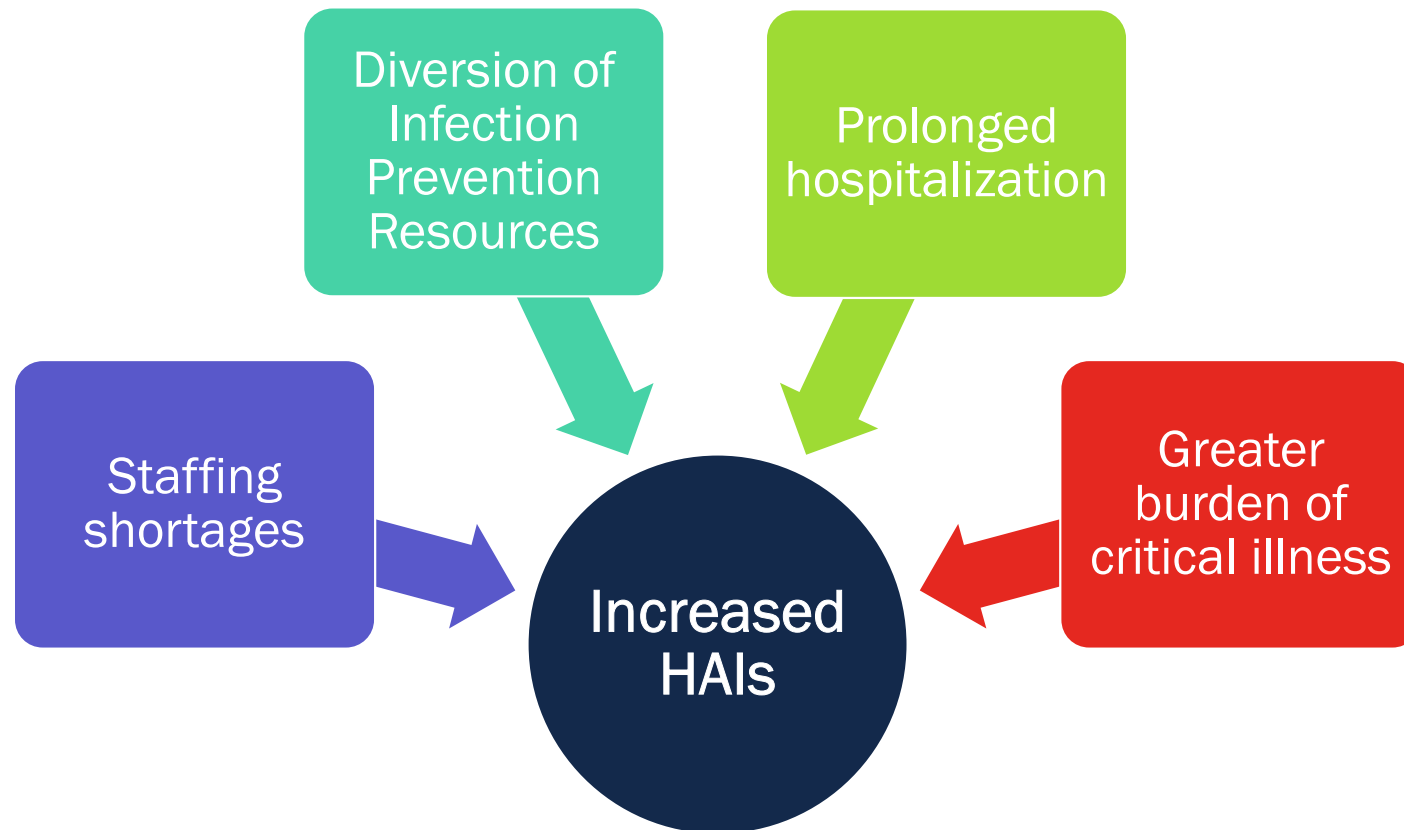 Diversion of
Infection
Prevention
Resources
Prolonged
hospitalization
Staffing
shortages
Greater
burden of
critical illness
Increased
HAIs